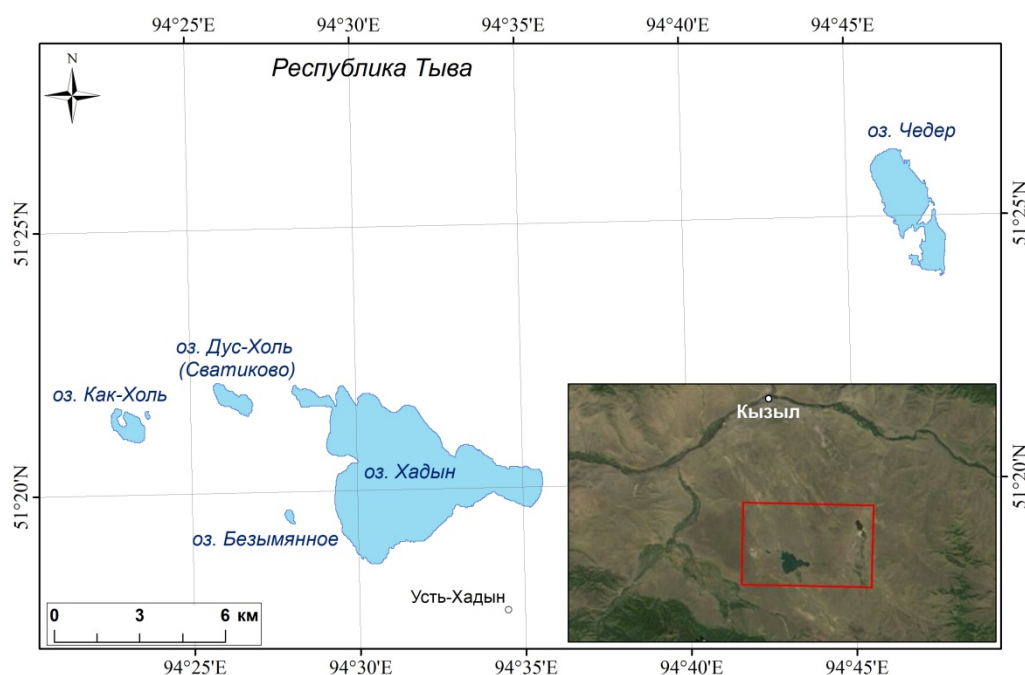 94°25'E 94°30'E 94°35'E 94°40'E 94°45'E
N
Республика Тыва
оз. Чедер
51°25'N
51°25'N
оз. Дус-Холь
(Сватиково)
оз. Как-Холь
Кызыл
оз. Хадын
51°20'N
51°20'N
оз. Безымянное
Усть-Хадын
0 3 6 км
94°25'E 94°30'E 94°35'E 94°40'E 94°45'E